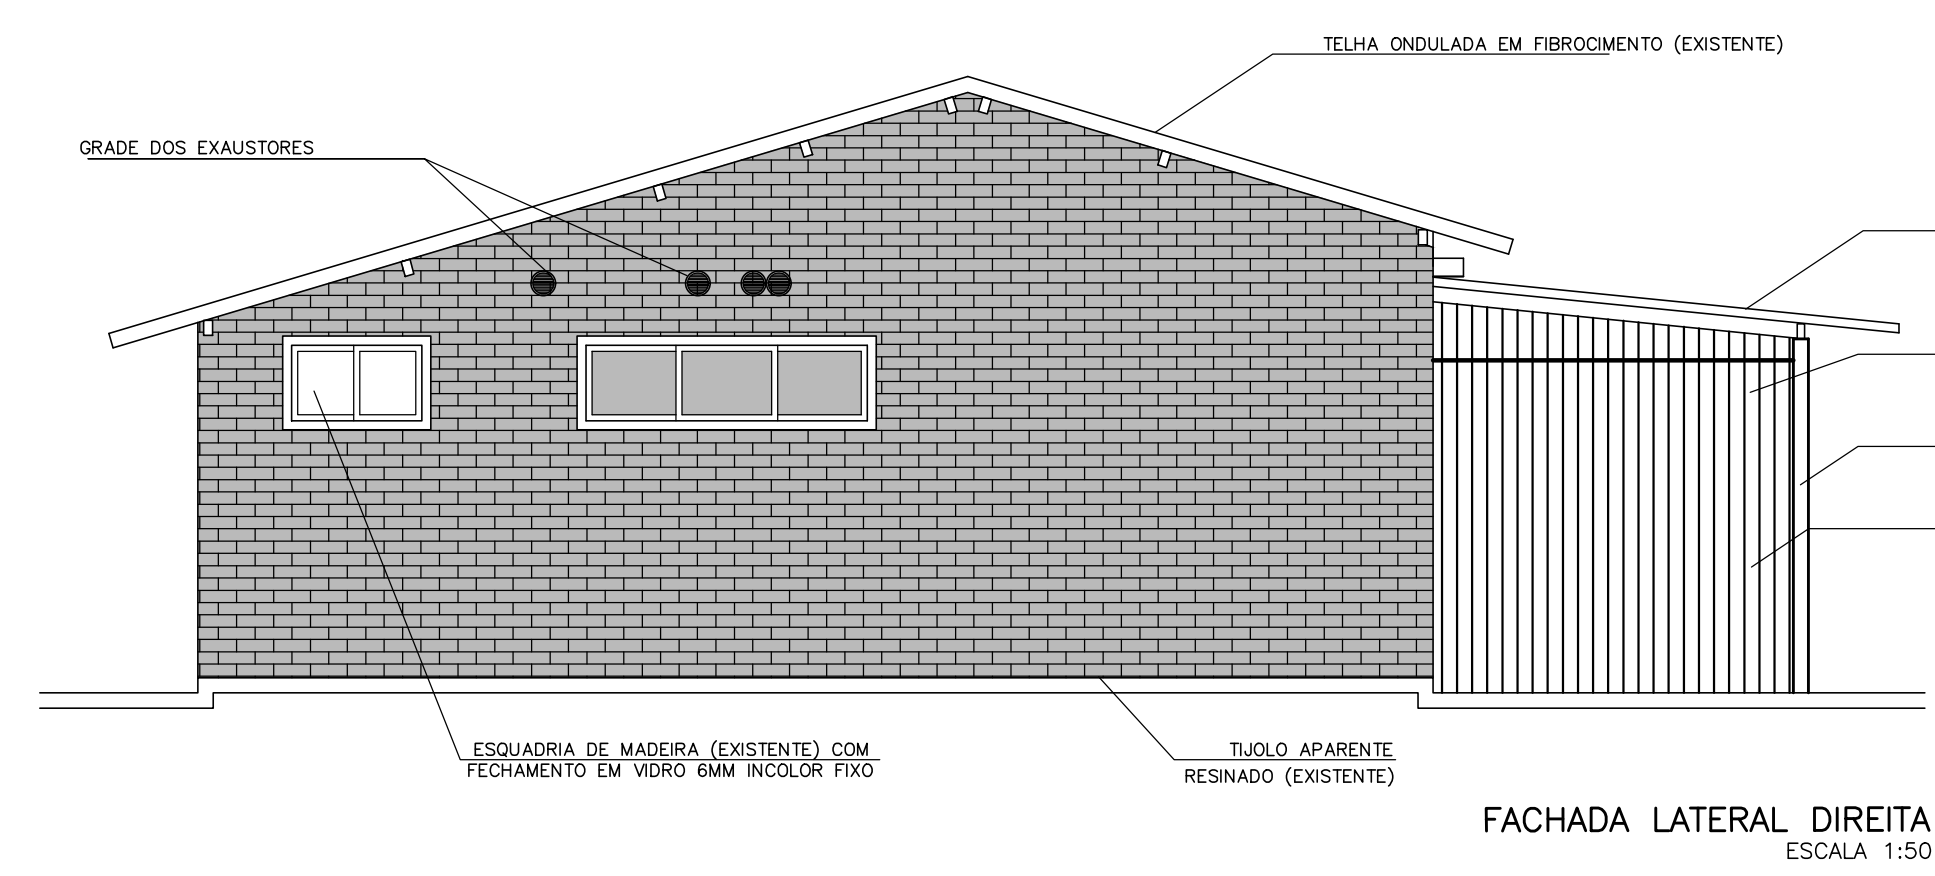 TELHA ONDULADA EM FIBROCIMENTO (EXISTENTE)
GRADE DOS EXAUSTORES
ESQUADRIA DE MADEIRA (EXISTENTE) COM
FECHAMENTO EM VIDRO 6MM INCOLOR FIXO
TIJOLO APARENTE
RESINADO (EXISTENTE)
FACHADA LATERAL DIREITA
ESCALA 1:50